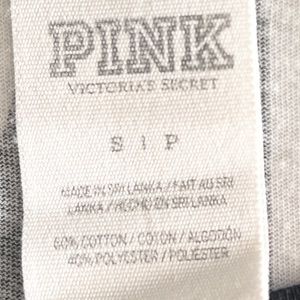 PINK
VICTORIA'S SECRET
S | P
MADE IN SRI LANKA / FAIT AU SRI
LANKA / HECHO EN SRI LANKA
60% COTTON / COTON / ALGODÓN
40% POLYESTER / POLIÉSTER